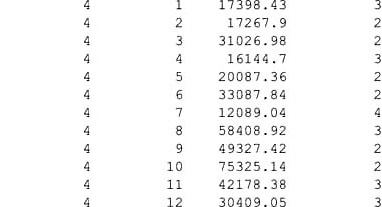 4 1 17398.43 3
4 2 17267.9 2
4 3 31026.98 2
4 4 16144.7 3
4 5 20087.36 2
4 6 33087.84 2
4 7 12089.04 4
4 8 58408.92 3
4 9 49327.42 2
4 10 75325.14 2
4 11 42178.38 3
4 12 30409.05 3